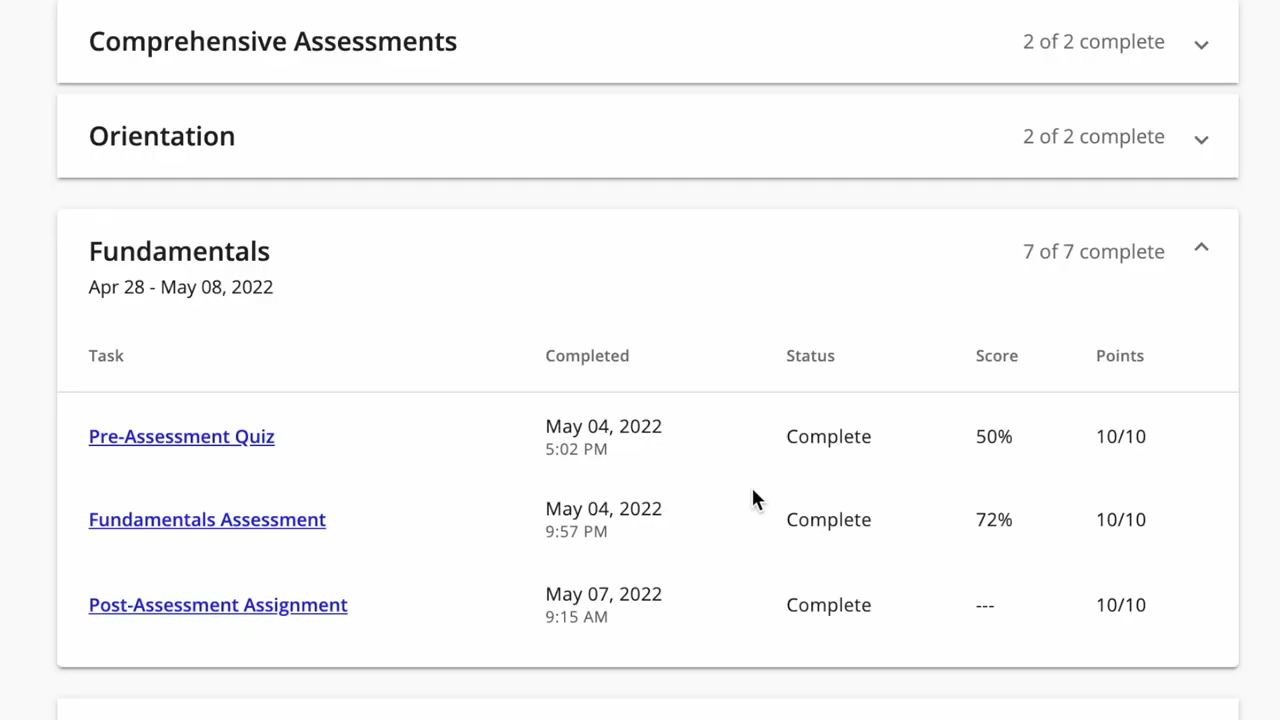 Comprehensive Assessments 2 of 2 complete
Orientation 2 of 2 complete
Fundamentals 7 of 7 complete
Apr 28 - May 08, 2022
Task Completed Status Score Points
Pre-Assessment Quiz May 04, 2022 5:02 PM Complete 50% 10/10
Fundamentals Assessment May 04, 2022 9:57 PM Complete 72% 10/10
Post-Assessment Assignment May 07, 2022 9:15 AM Complete --- 10/10